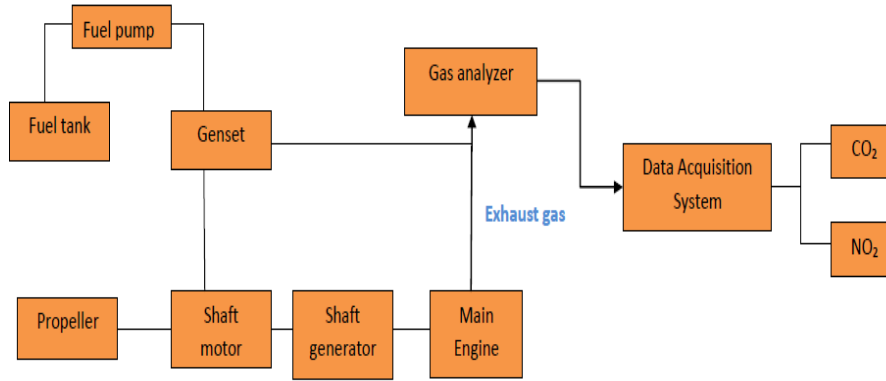 Fuel pump
Gas analyzer
Fuel tank
Genset
CO₂
Data Acquisition
System
Exhaust gas
NO₂
Propeller
Shaft
motor
Shaft
generator
Main
Engine